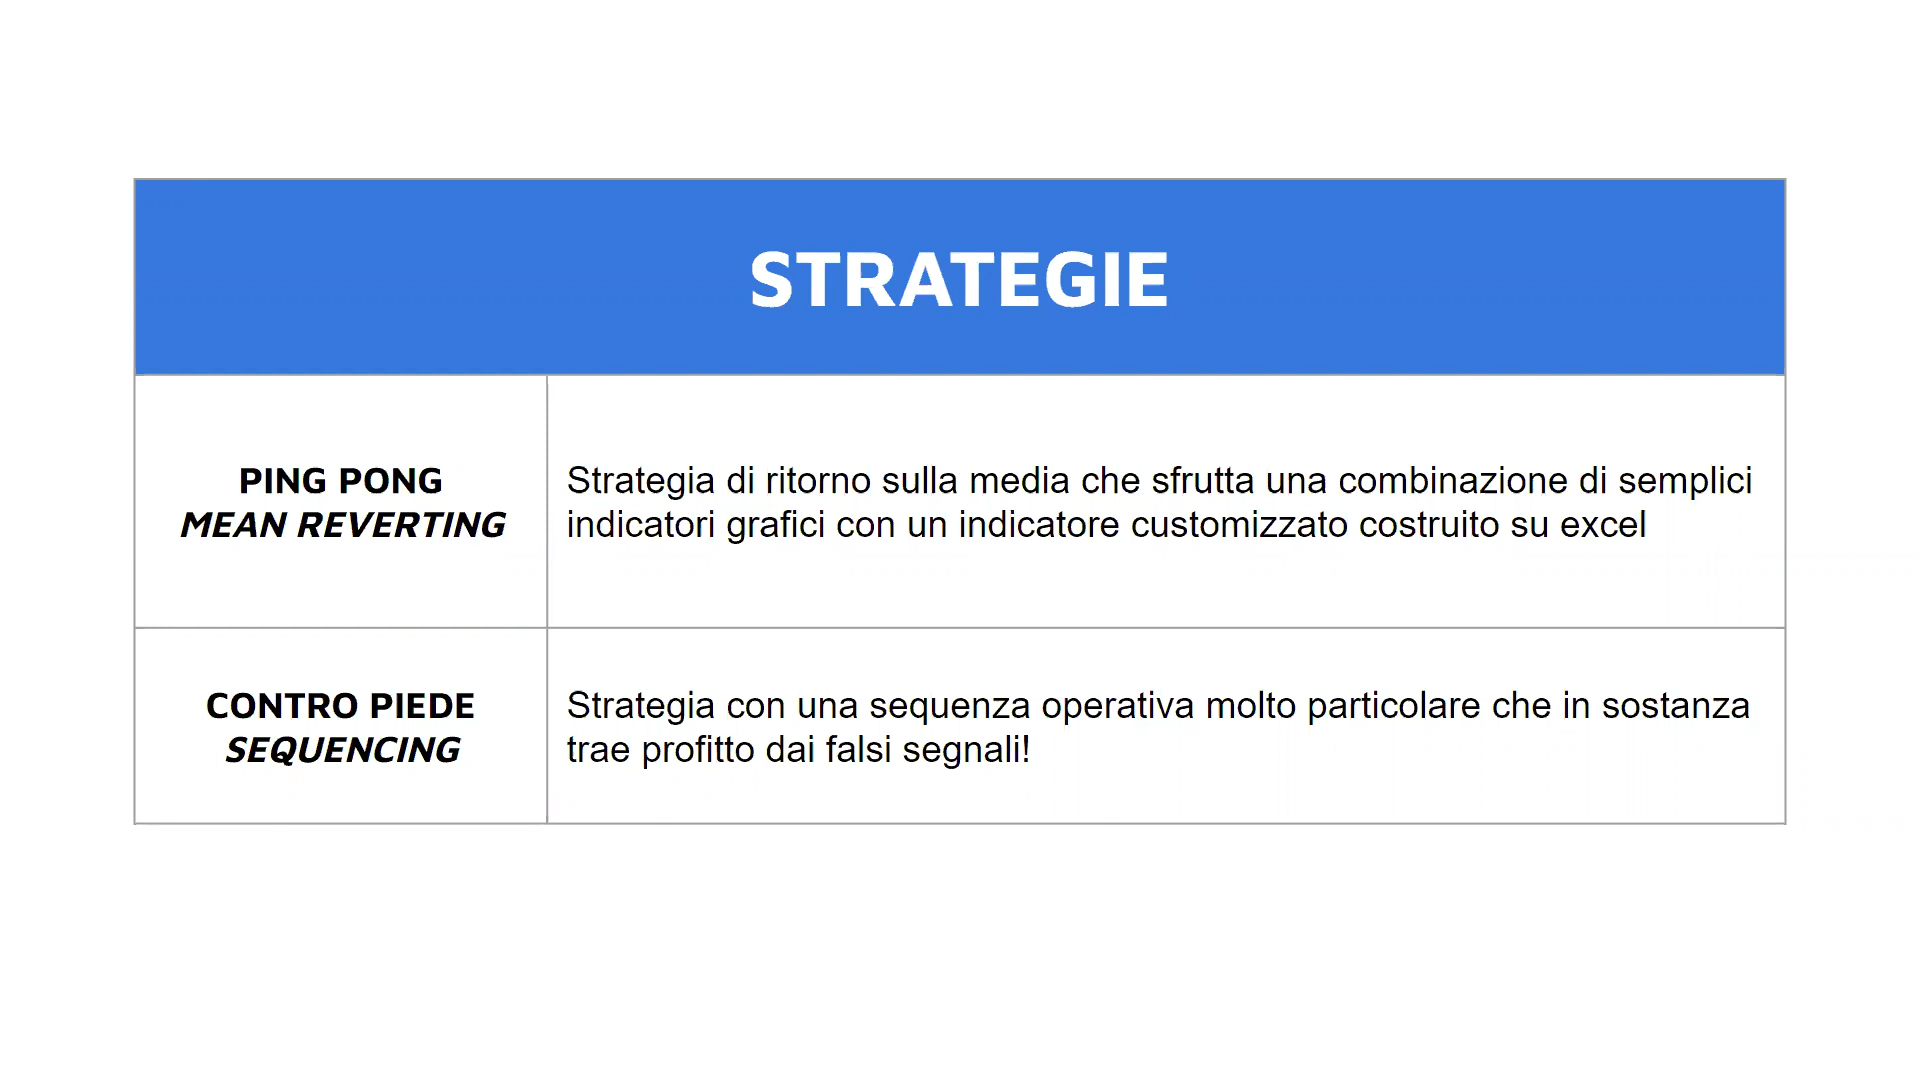 STRATEGIE
PING PONG
MEAN REVERTING
Strategia di ritorno sulla media che sfrutta una combinazione di semplici
indicatori grafici con un indicatore customizzato costruito su excel
CONTRO PIEDE
SEQUENCING
Strategia con una sequenza operativa molto particolare che in sostanza
trae profitto dai falsi segnali!